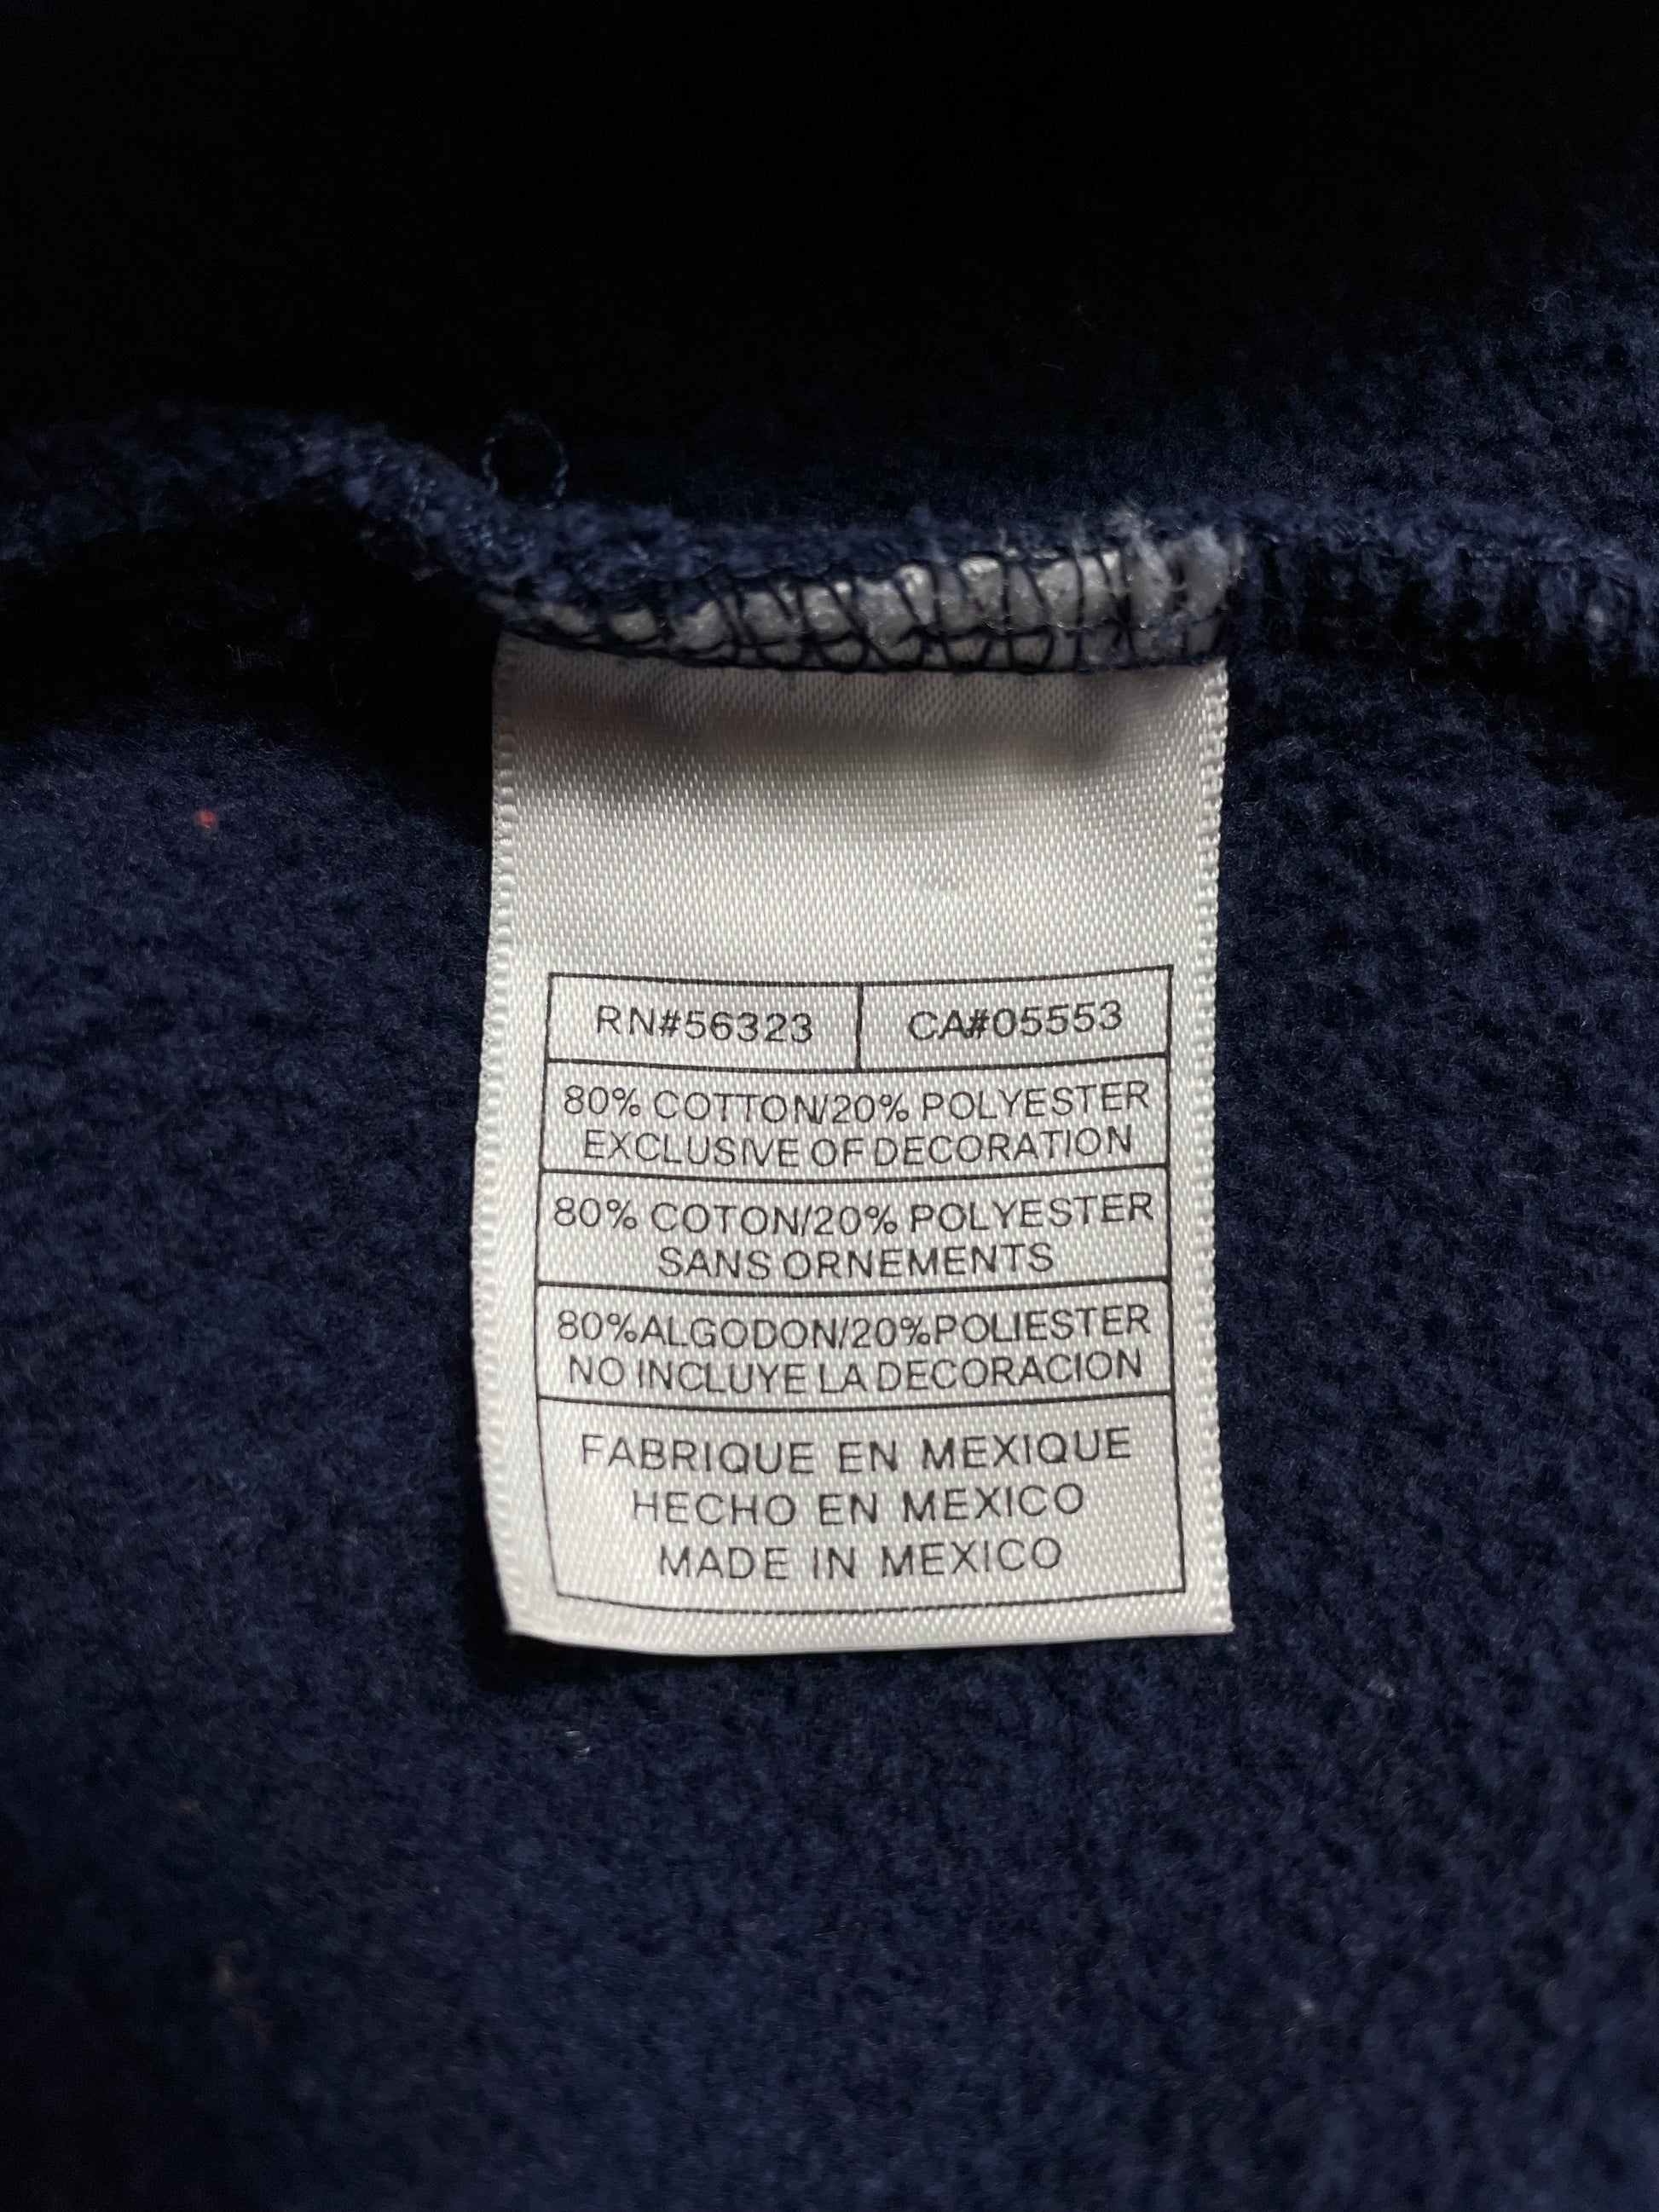 RN#56323 CA#05553
80% COTTON/20% POLYESTER
EXCLUSIVE OF DECORATION
80% COTON/20% POLYESTER
SANS ORNEMENTS
80%ALGODON/20%POLIESTER
NO INCLUYE LA DECORACION
FABRIQUE EN MEXIQUE
HECHO EN MEXICO
MADE IN MEXICO